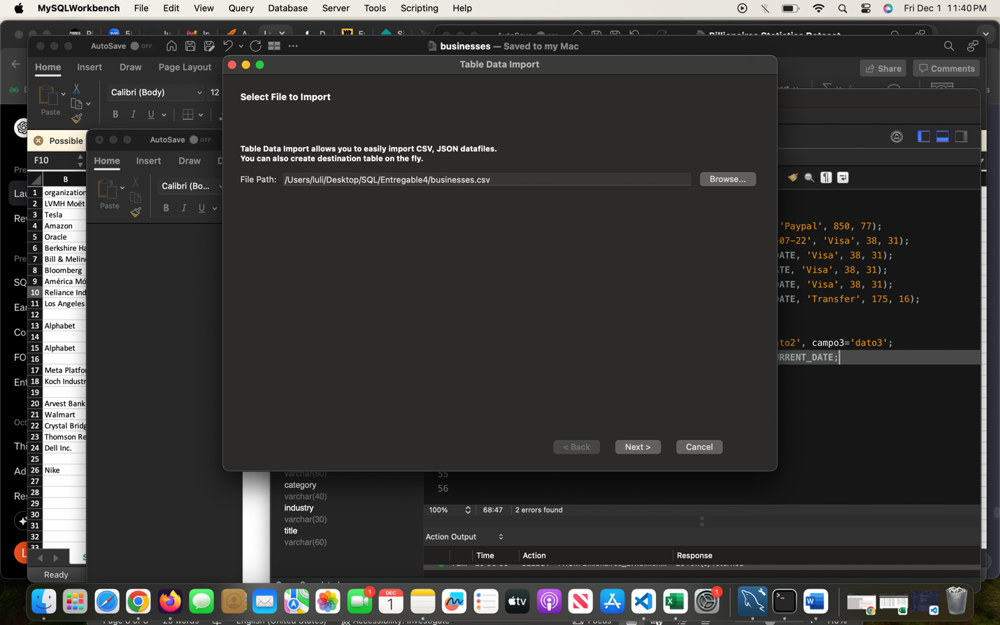 MySQLWorkbench File Edit View Query Database Server Tools Scripting Help Fri Dec 1 11:40 PM
AutoSave OFF businesses — Saved to my Mac
Home Insert Draw Page Layout Share Comments
Table Data Import
Calibri (Body) 12
Paste
B I U
Possible
F10
AutoSave OFF
Home Insert Draw
Calibri (Bo...
Paste
B I U
B
1 organization
2 LVMH Moët
3 Tesla
4 Amazon
5 Oracle
6 Berkshire Ha
7 Bill & Melin
8 Bloomberg
9 América Mó
10 Reliance Ind
11 Los Angeles
12
13 Alphabet
14
15 Alphabet
16
17 Meta Platfo
18 Koch Industr
19
20 Arvest Bank
21 Walmart
22 Crystal Bridg
23 Thomson Re
24 Dell Inc.
25
26 Nike
27
28
29
30
31
32
33
Ready
Select File to Import
Table Data Import allows you to easily import CSV, JSON datafiles.
You can also create destination table on the fly.
File Path: /Users/luli/Desktop/SQL/Entregable4/businesses.csv Browse...
< Back Next > Cancel
'Paypal', 850, 77);
07-22', 'Visa', 38, 31);
ATE, 'Visa', 38, 31);
TE, 'Visa', 38, 31);
ATE, 'Visa', 38, 31);
ATE, 'Transfer', 175, 16);
to2', campo3='dato3';
URRENT_DATE;
55
56
varchar(60)
category
varchar(40)
industry
varchar(30)
title
varchar(60)
100% 68:47 2 errors found
Action Output
Time Action Response
DEC
1
tv